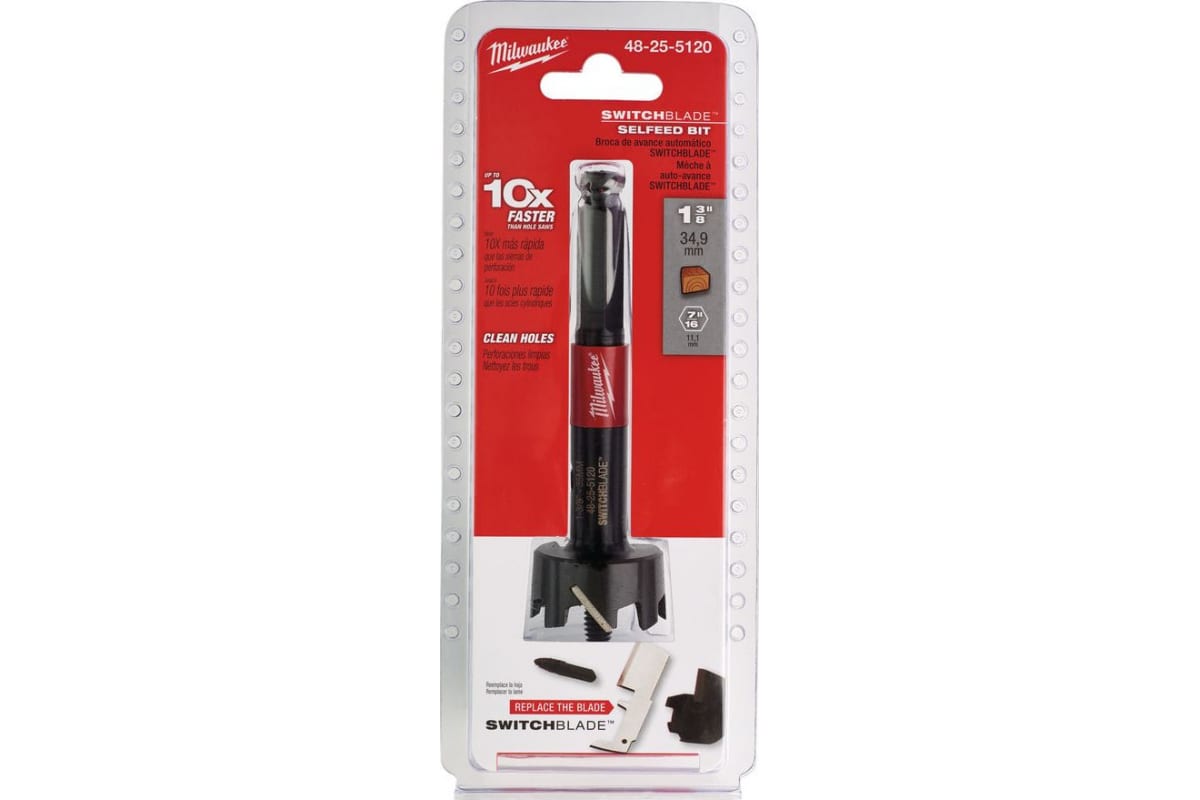 Milwaukee
48-25-5120
SWITCHBLADE™
SELFEED BIT
Broca de avance automático
SWITCHBLADE™
Mèche à
auto-avance
SWITCHBLADE™
UP TO
10x
FASTER
THAN HOLE SAWS
10X más rápida
que las sierras de
perforación
10 fois plus rapide
que les scies cylindriques
CLEAN HOLES
Perforaciones limpias
Nettoyez les trous
1 3/8"
34,9
mm
7/16"
11,1
mm
Milwaukee
1-3/8" - 35MM
48-25-5120
SWITCHBLADE™
Reemplace la hoja
Remplacer la lame
REPLACE THE BLADE
SWITCHBLADE™